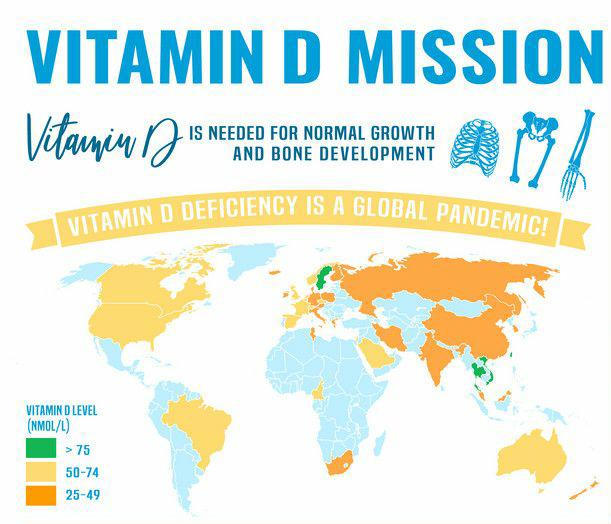 VITAMIN D MISSION
Vitamin D IS NEEDED FOR NORMAL GROWTH
AND BONE DEVELOPMENT
VITAMIN D DEFICIENCY IS A GLOBAL PANDEMIC!
VITAMIN D LEVEL
(NMOL/L)
> 75
50-74
25-49